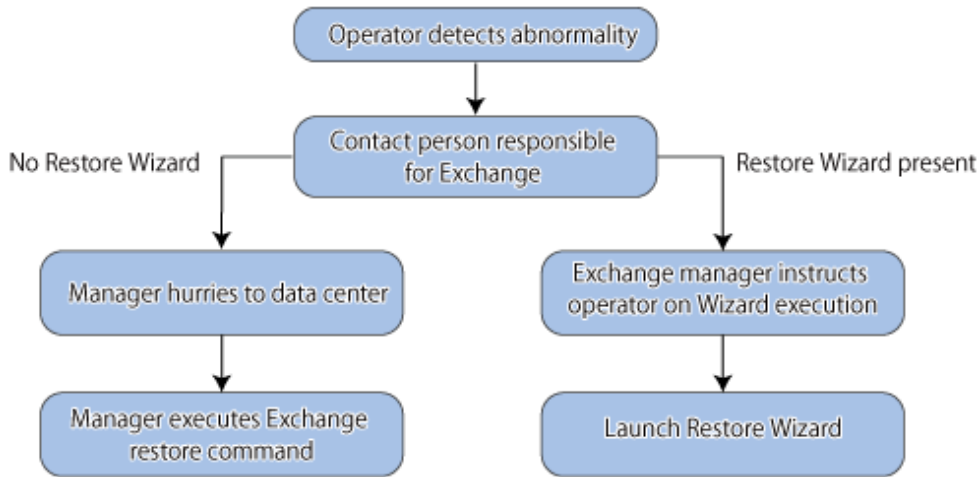 Operator detects abnormality
Contact person responsible
for Exchange
No Restore Wizard
Restore Wizard present
Manager hurries to data center
Exchange manager instructs
operator on Wizard execution
Manager executes Exchange
restore command
Launch Restore Wizard